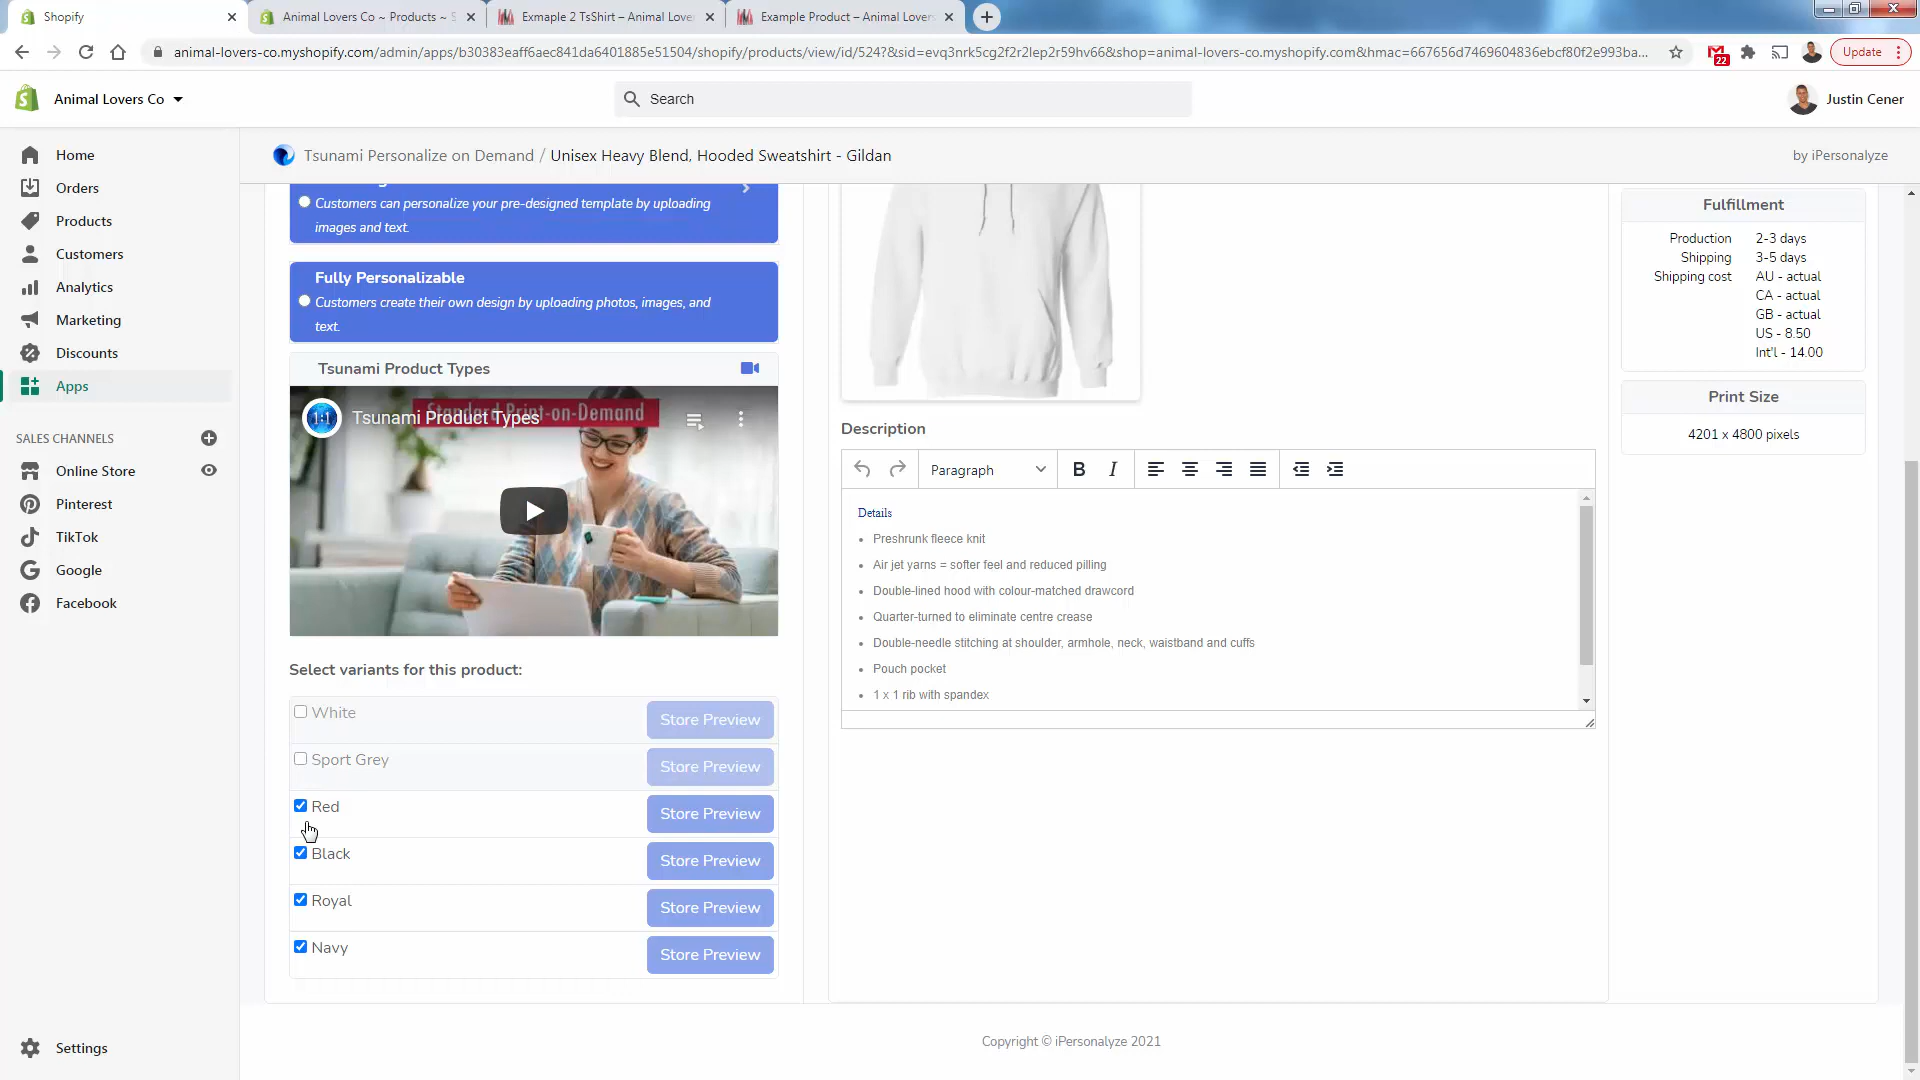 Shopify
Animal Lovers Co ~ Products ~ S
Exmaple 2 TsShirt – Animal Love
Example Product – Animal Lovers
animal-lovers-co.myshopify.com/admin/apps/b30383eaff6aec841da6401885e51504/shopify/products/view/id/524?&sid=evq3nrk5cg2f2r2lep2r59hv66&shop=animal-lovers-co.myshopify.com&hmac=667656d7469604836ebcf80f2e993ba...
22
Update
Animal Lovers Co
Search
Justin Cener
Home
Orders
Products
Customers
Analytics
Marketing
Discounts
Apps
SALES CHANNELS
Online Store
Pinterest
TikTok
Google
Facebook
Settings
Tsunami Personalize on Demand / Unisex Heavy Blend, Hooded Sweatshirt - Gildan
by iPersonalyze
Customers can personalize your pre-designed template by uploading
images and text.
Fully Personalizable
Customers create their own design by uploading photos, images, and
text.
Tsunami Product Types
1:1
Tsunami Product Types
Standard Print-on-Demand
Select variants for this product:
White
Store Preview
Sport Grey
Store Preview
Red
Store Preview
Black
Store Preview
Royal
Store Preview
Navy
Store Preview
Description
Paragraph
B
I
Details
Preshrunk fleece knit
Air jet yarns = softer feel and reduced pilling
Double-lined hood with colour-matched drawcord
Quarter-turned to eliminate centre crease
Double-needle stitching at shoulder, armhole, neck, waistband and cuffs
Pouch pocket
1 x 1 rib with spandex
Fulfillment
Production 2-3 days
Shipping 3-5 days
Shipping cost AU - actual
CA - actual
GB - actual
US - 8.50
Int'l - 14.00
Print Size
4201 x 4800 pixels
Copyright © iPersonalyze 2021